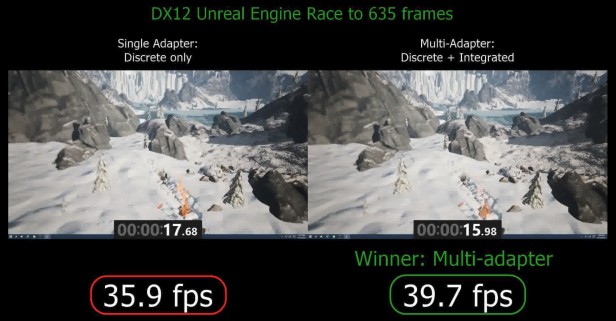 DX12 Unreal Engine Race to 635 frames
Single Adapter:
Discrete only
Multi-Adapter:
Discrete + Integrated
00:00:17.68
00:00:15.98
Winner: Multi-adapter
35.9 fps
39.7 fps